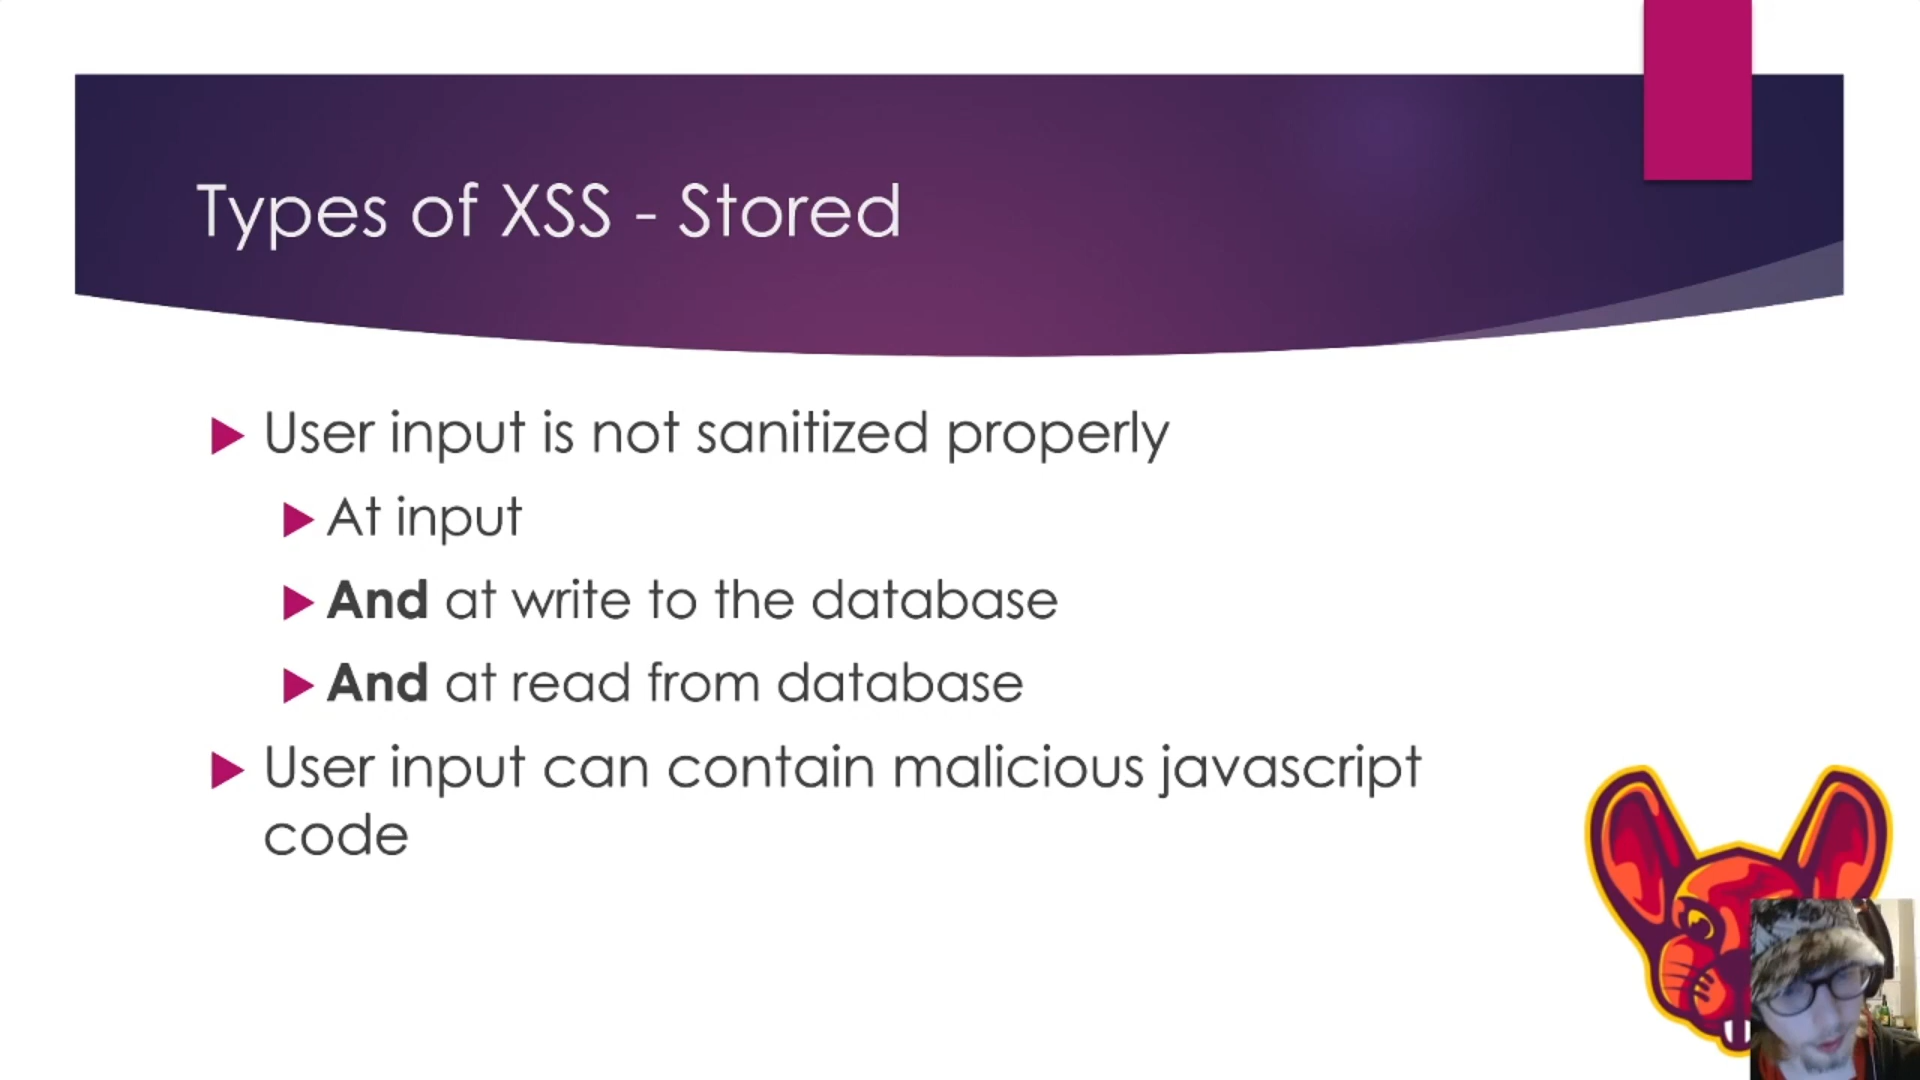 Types of XSS - Stored
User input is not sanitized properly
At input
And at write to the database
And at read from database
User input can contain malicious javascript
code